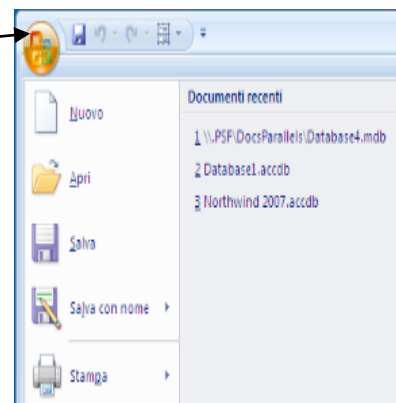 Documenti recenti
Nuovo
1 \\.PSF\DocsParallels\Database4.mdb
2 Database1.accdb
Apri
3 Northwind 2007.accdb
Salva
Salva con nome
Stampa